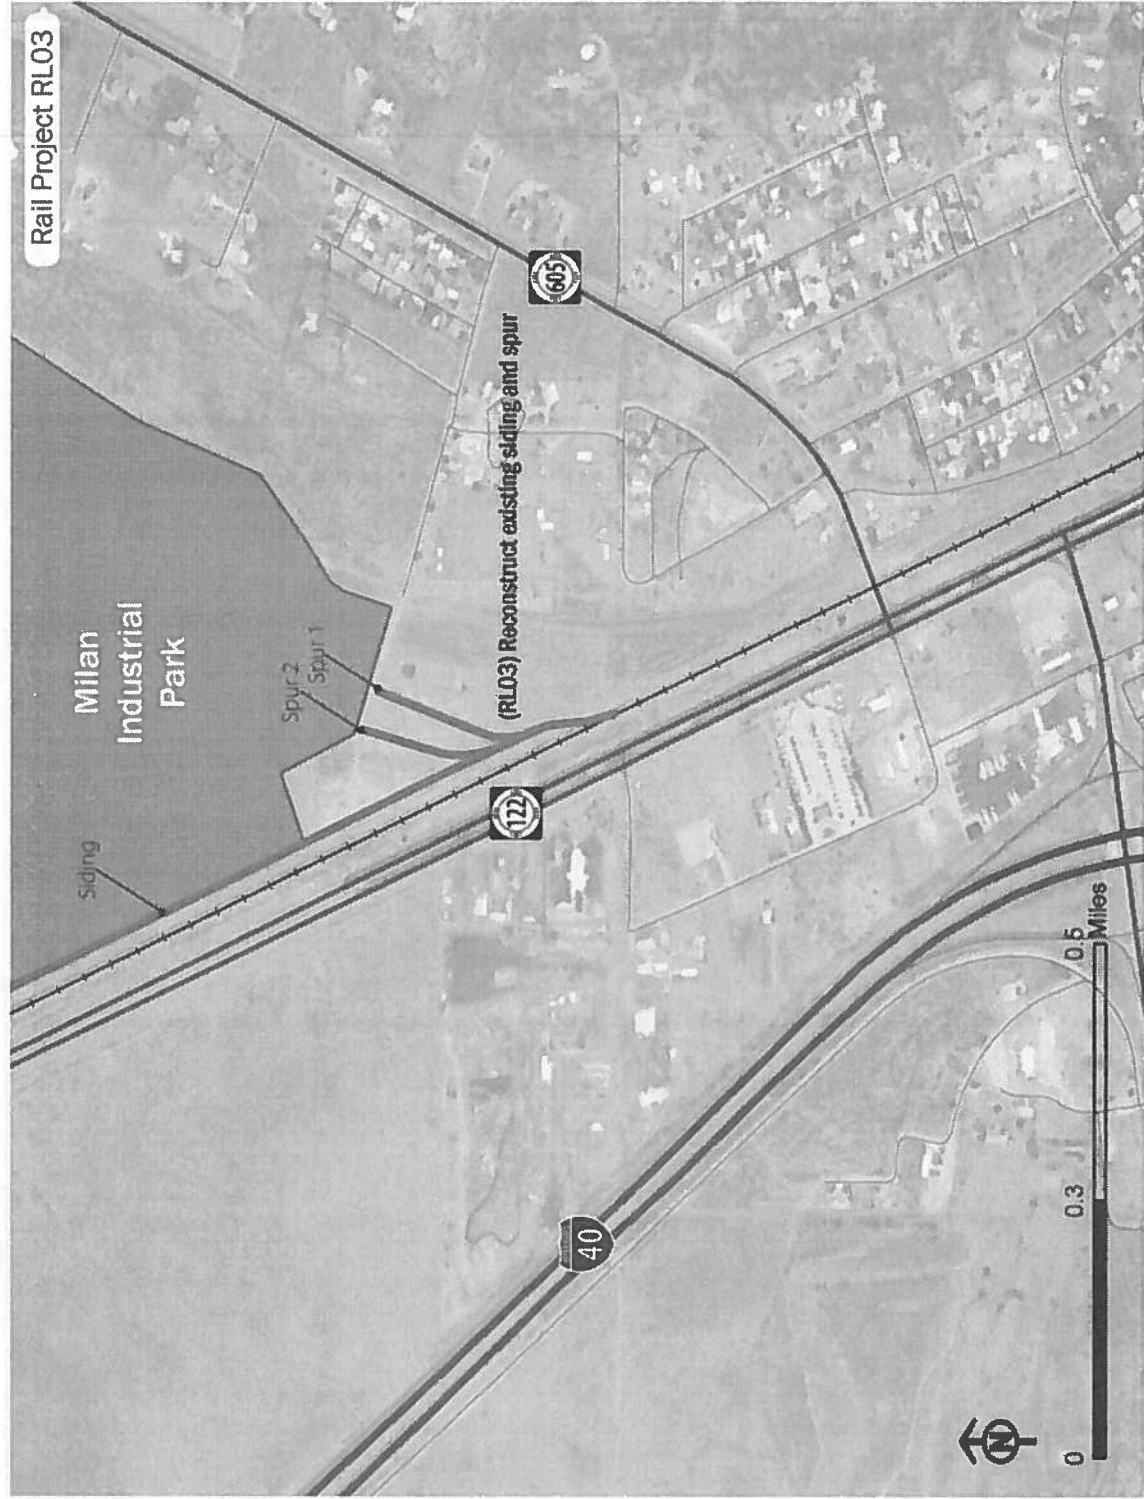 Rail Project RL03
Milan
Industrial
Park
Siding
Spur 2
Spur 1
(RL03) Reconstruct existing siding and spur
605
122
40
N
0
0.3
0.5
Miles